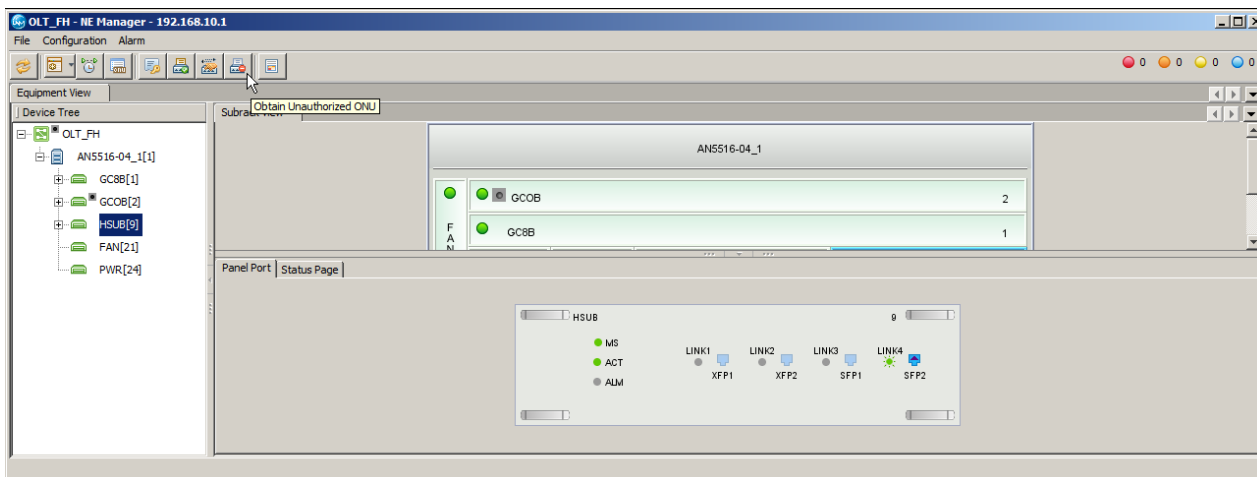 OLT_FH - NE Manager - 192.168.10.1
File Configuration Alarm
0 0 0 0
Equipment View
Obtain Unauthorized ONU
Device Tree
OLT_FH
AN5516-04_1[1]
GC8B[1]
GCOB[2]
HSUB[9]
FAN[21]
PWR[24]
AN5516-04_1
GCOB 2
FAN
GC8B 1
Panel Port Status Page
HSUB 9
MS
ACT
ALM
LINK1 LINK2 LINK3 LINK4
XFP1 XFP2 SFP1 SFP2